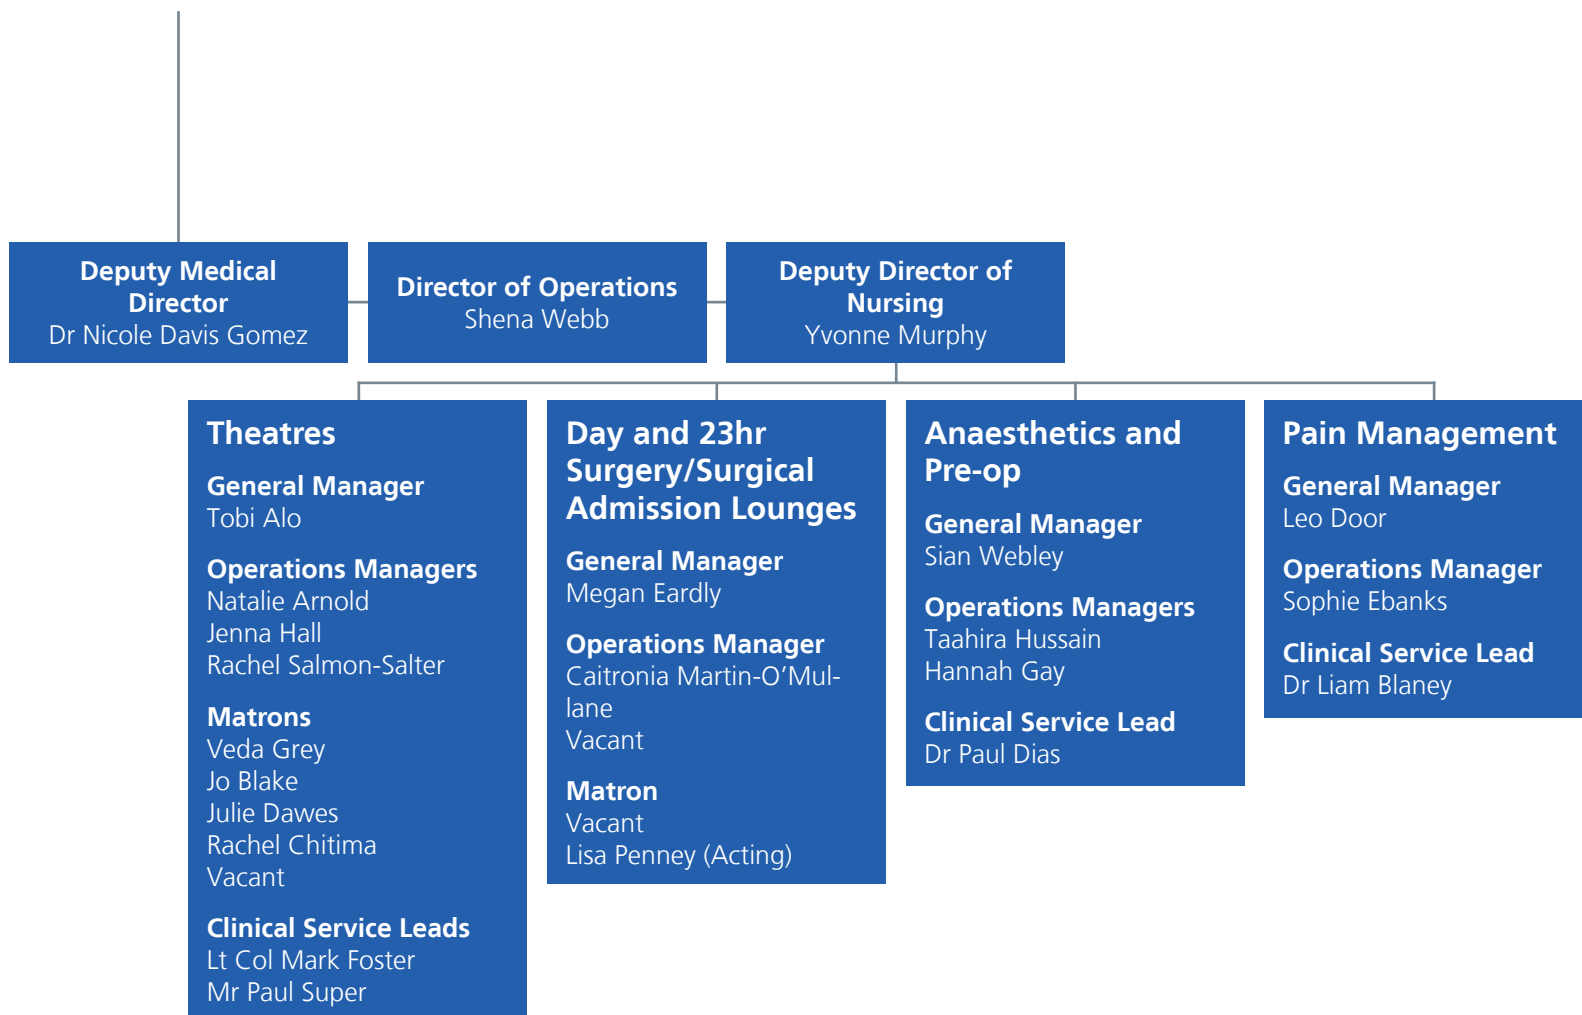 Deputy Medical
Director
Dr Nicole Davis Gomez
Director of Operations
Shena Webb
Deputy Director of
Nursing
Yvonne Murphy
Theatres
General Manager
Tobi Alo
Operations Managers
Natalie Arnold
Jenna Hall
Rachel Salmon-Salter
Matrons
Veda Grey
Jo Blake
Julie Dawes
Rachel Chitima
Vacant
Clinical Service Leads
Lt Col Mark Foster
Mr Paul Super
Day and 23hr
Surgery/Surgical
Admission Lounges
General Manager
Megan Eardly
Operations Manager
Caitronia Martin-O’Mul-
lane
Vacant
Matron
Vacant
Lisa Penney (Acting)
Anaesthetics and
Pre-op
General Manager
Sian Webley
Operations Managers
Taahira Hussain
Hannah Gay
Clinical Service Lead
Dr Paul Dias
Pain Management
General Manager
Leo Door
Operations Manager
Sophie Ebanks
Clinical Service Lead
Dr Liam Blaney